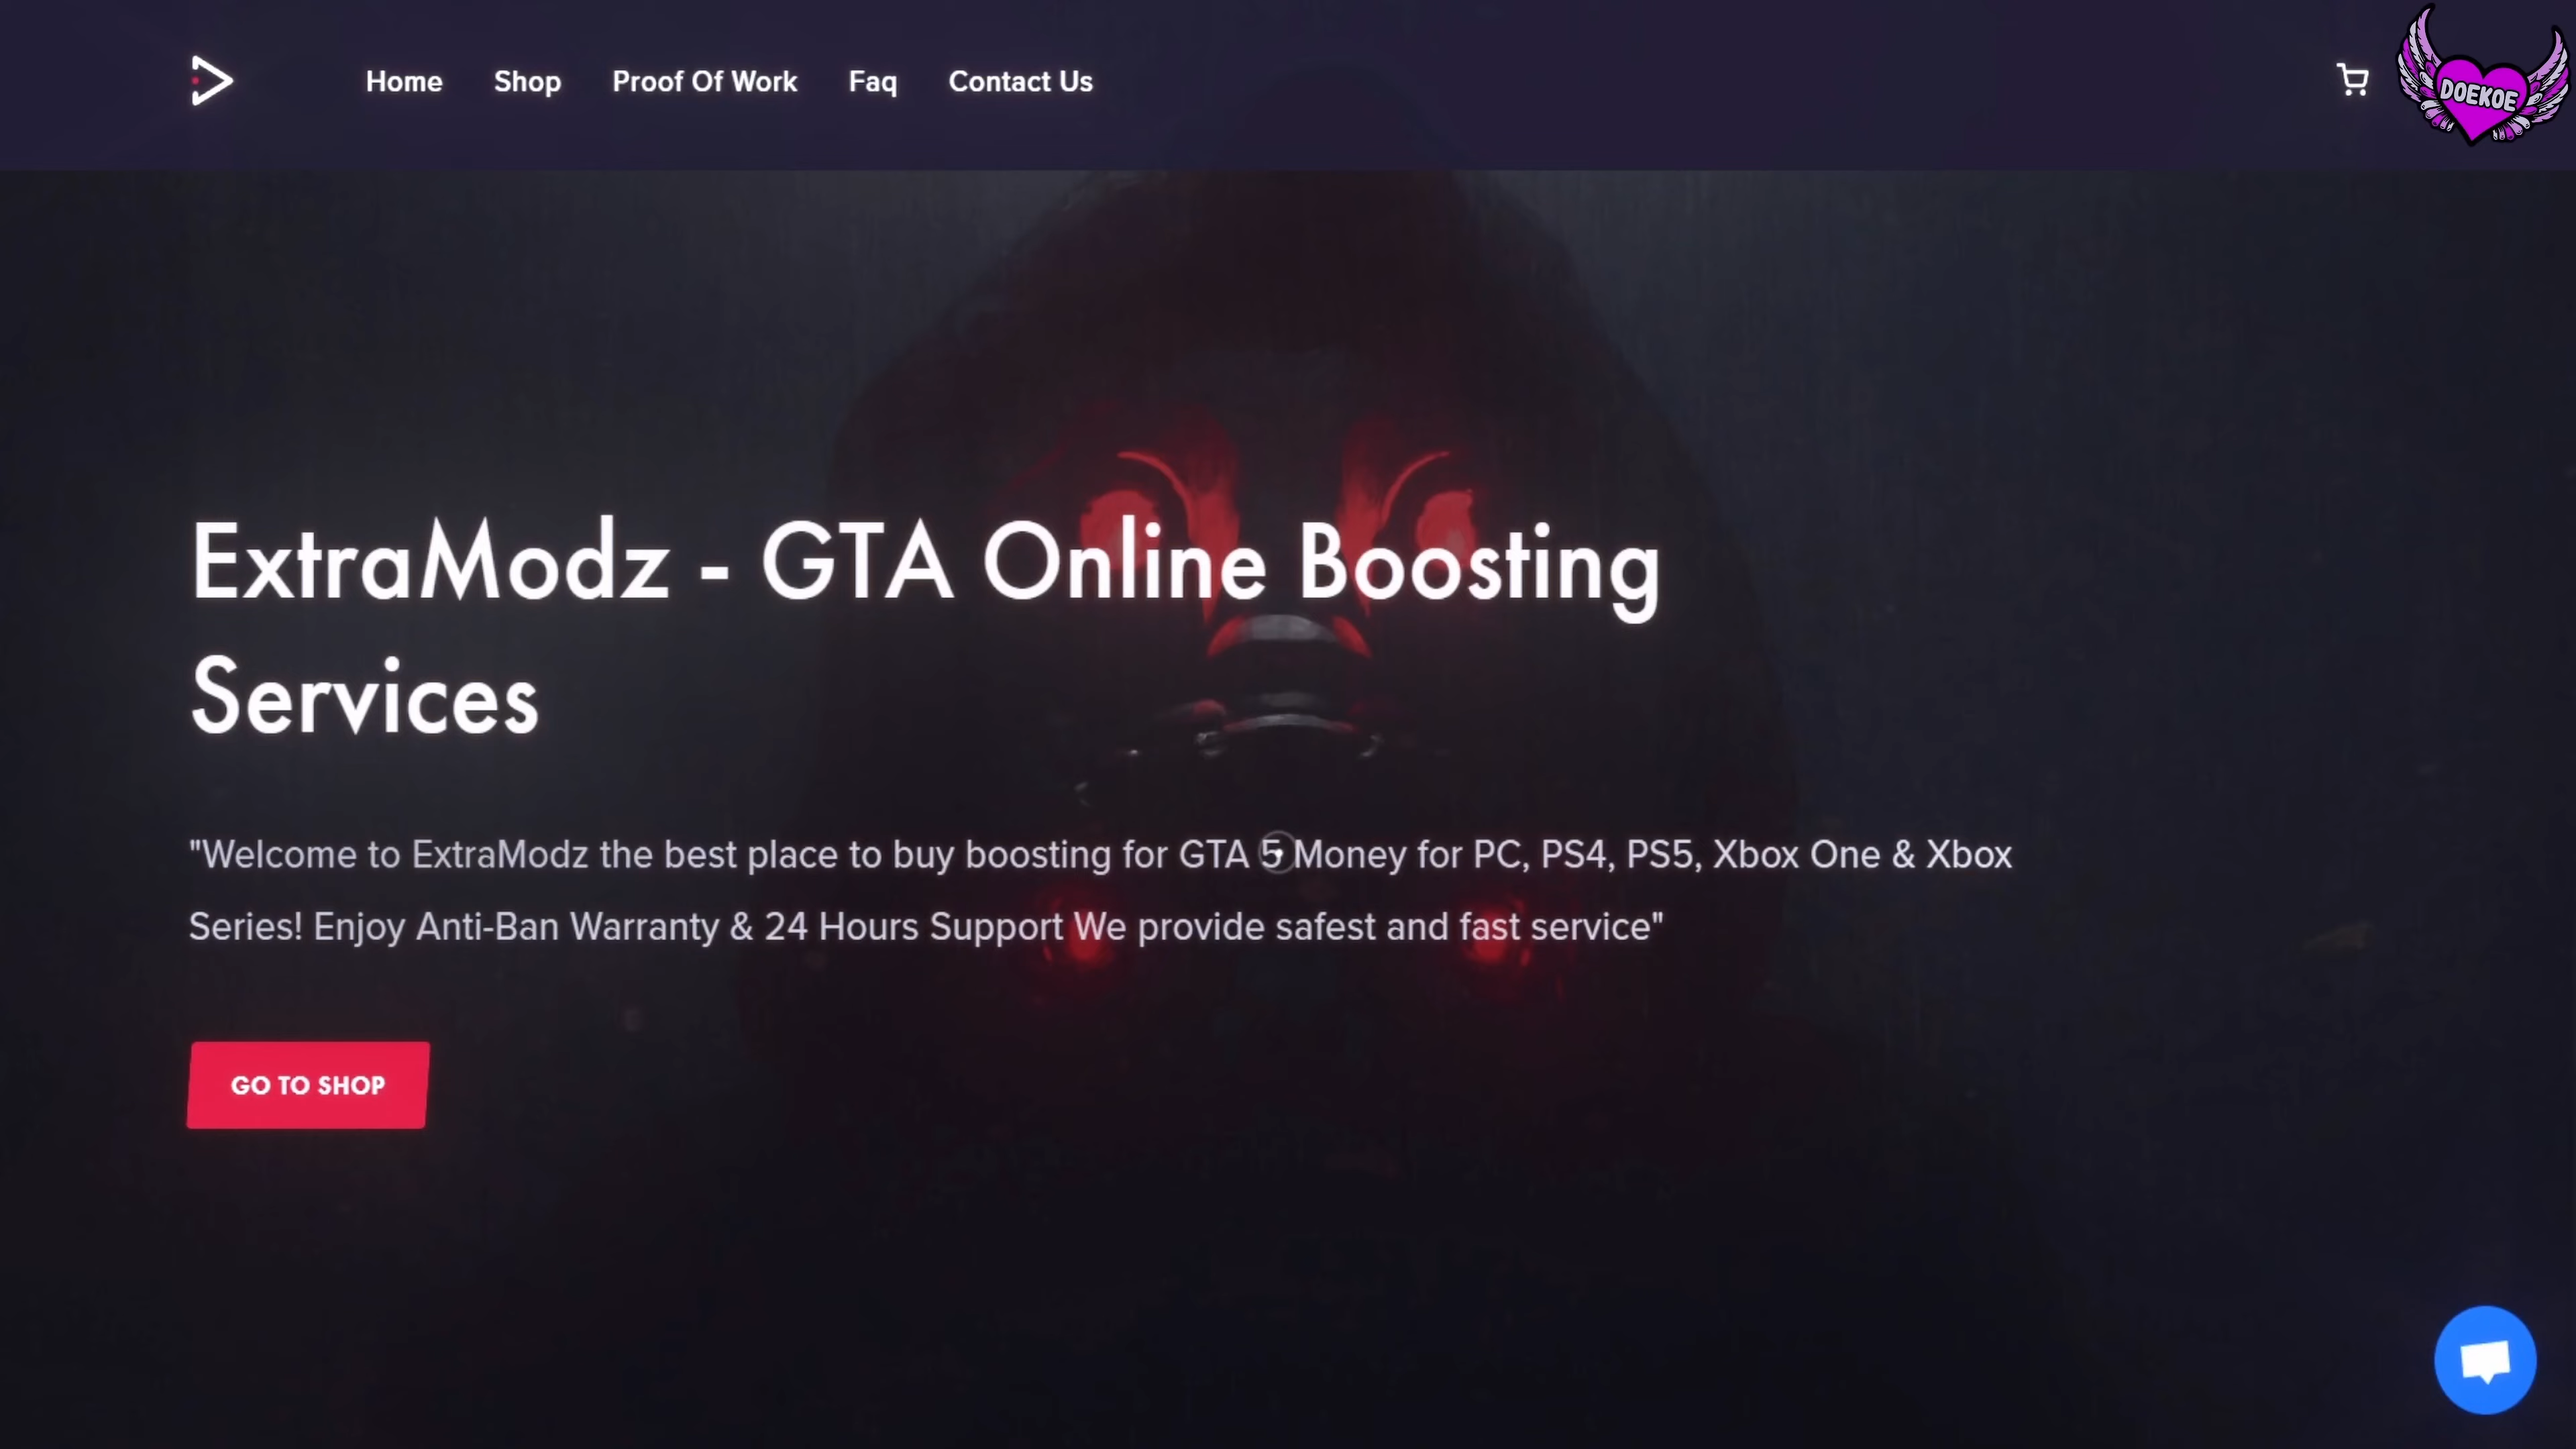 Home Shop Proof Of Work Faq Contact Us
DOEKOE
ExtraModz - GTA Online Boosting
Services
"Welcome to ExtraModz the best place to buy boosting for GTA 5 Money for PC, PS4, PS5, Xbox One & Xbox
Series! Enjoy Anti-Ban Warranty & 24 Hours Support We provide safest and fast service"
GO TO SHOP